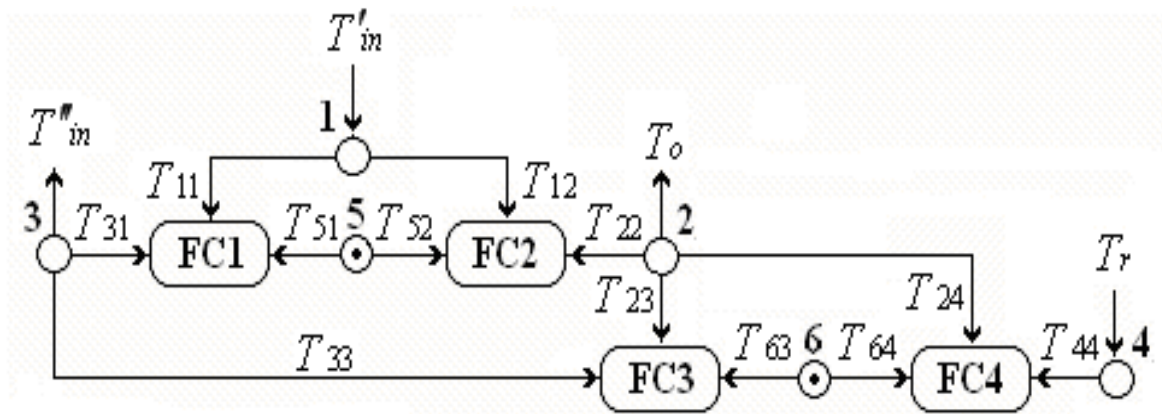 T'in
1
T"in
To
T11
T12
3
T31
T51
5
T52
T22
2
FC1
FC2
Tr
T23
T24
T33
T63
6
T64
T44
4
FC3
FC4